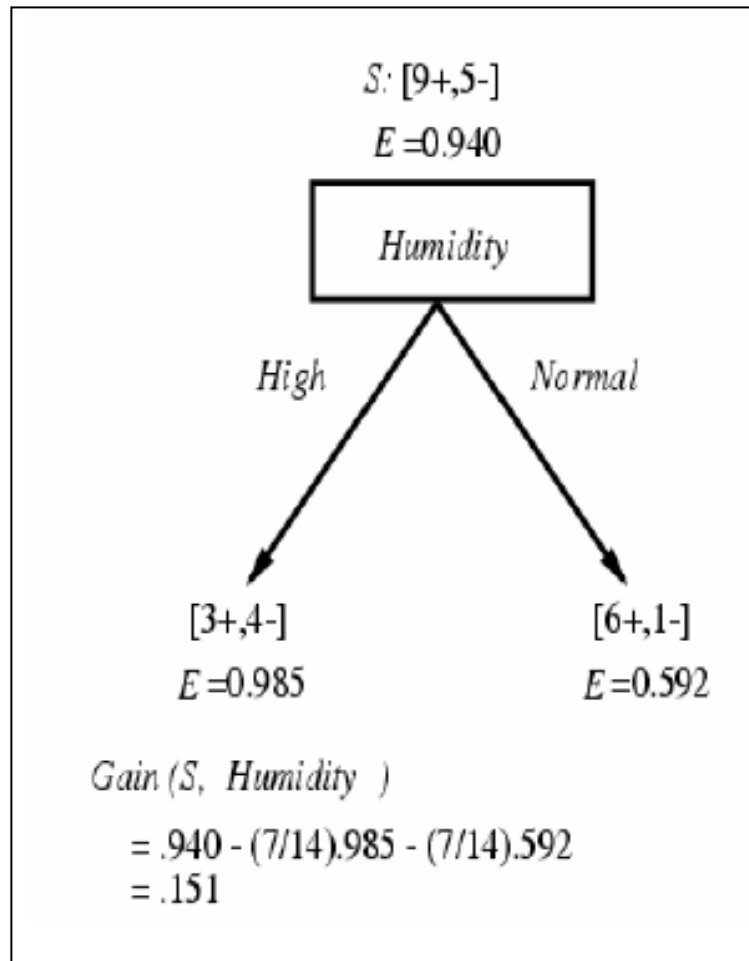 S: [9+,5-]
E =0.940
Humidity
High
Normal
[3+,4-]
[6+,1-]
E =0.985
E =0.592
Gain (S, Humidity )
= .940 - (7/14).985 - (7/14).592
= .151